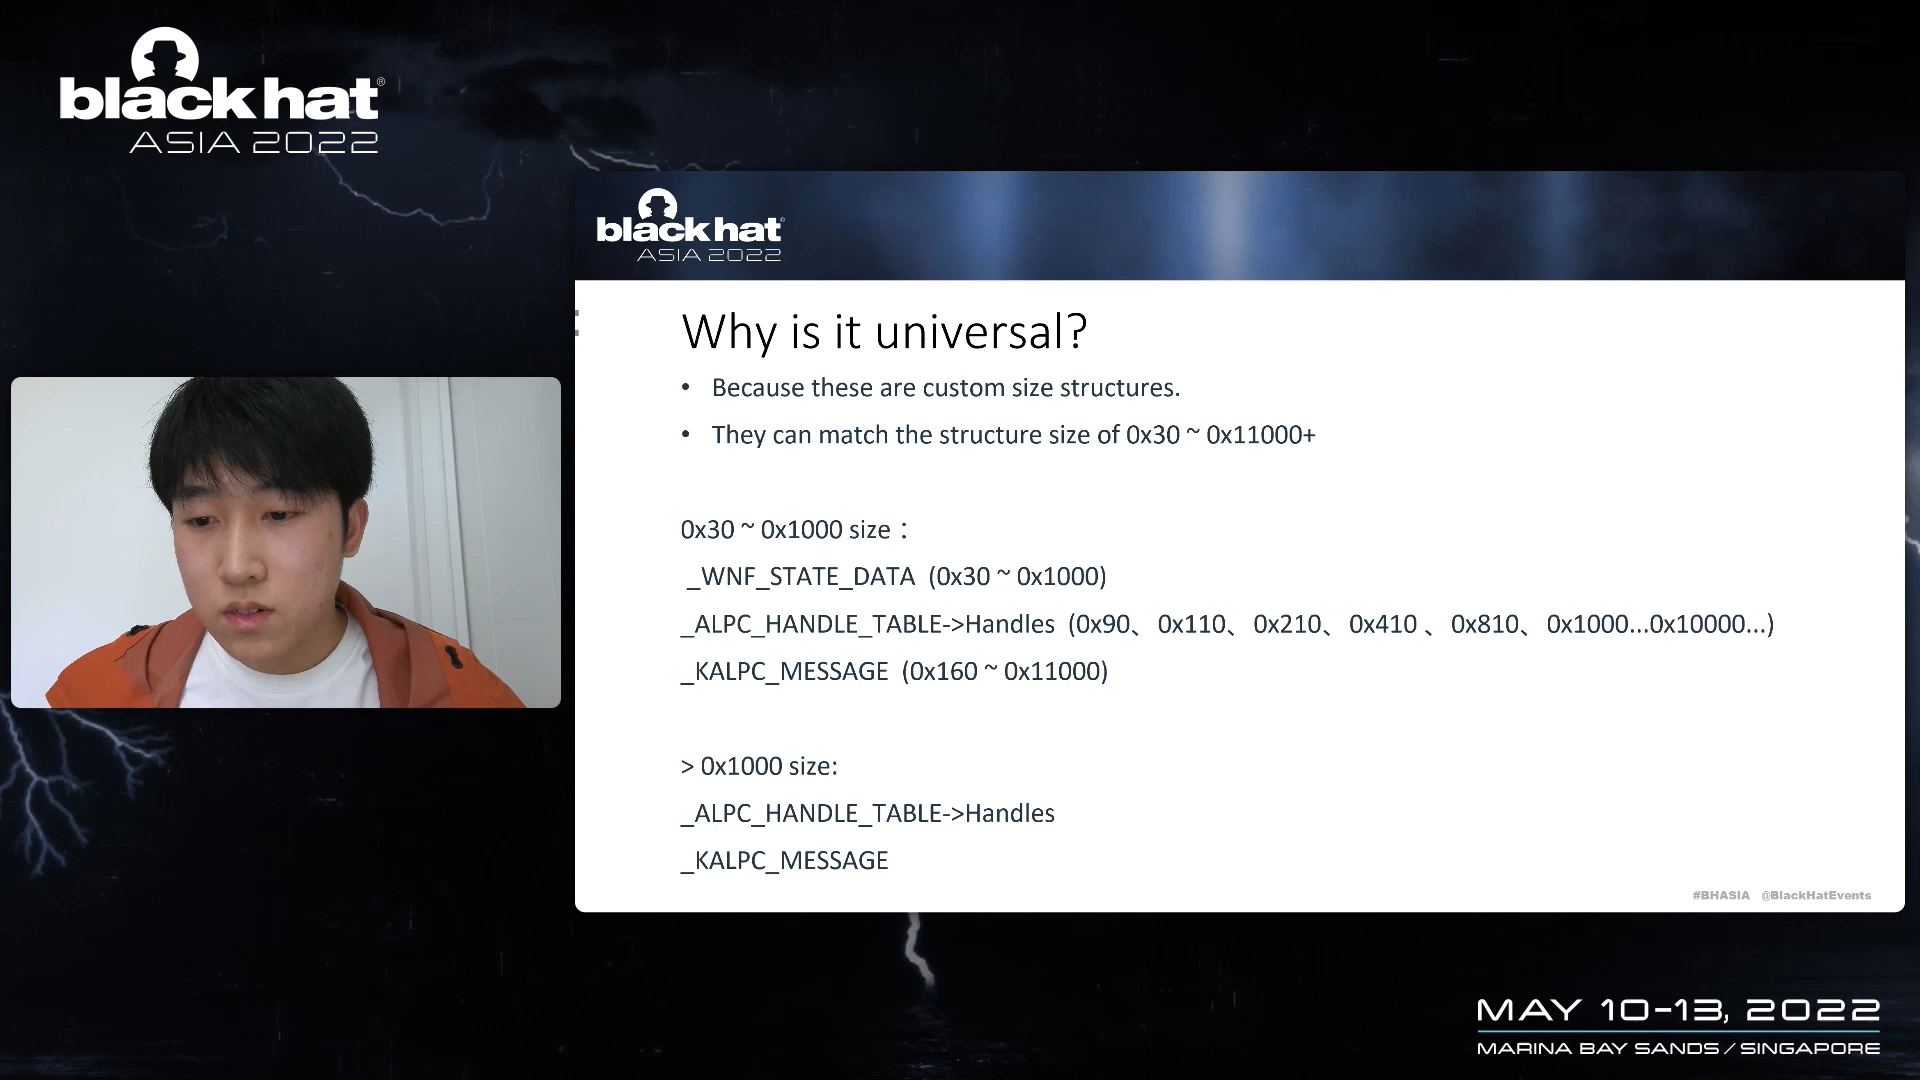 black hat®
ASIA 2022
black hat®
ASIA 2022
Why is it universal?
• Because these are custom size structures.
• They can match the structure size of 0x30 ~ 0x11000+
0x30 ~ 0x1000 size：
_WNF_STATE_DATA (0x30 ~ 0x1000)
_ALPC_HANDLE_TABLE->Handles (0x90、0x110、0x210、0x410 、0x810、0x1000...0x10000...)
_KALPC_MESSAGE (0x160 ~ 0x11000)
> 0x1000 size:
_ALPC_HANDLE_TABLE->Handles
_KALPC_MESSAGE
#BHASIA @BlackHatEvents
MAY 10-13, 2022
MARINA BAY SANDS / SINGAPORE